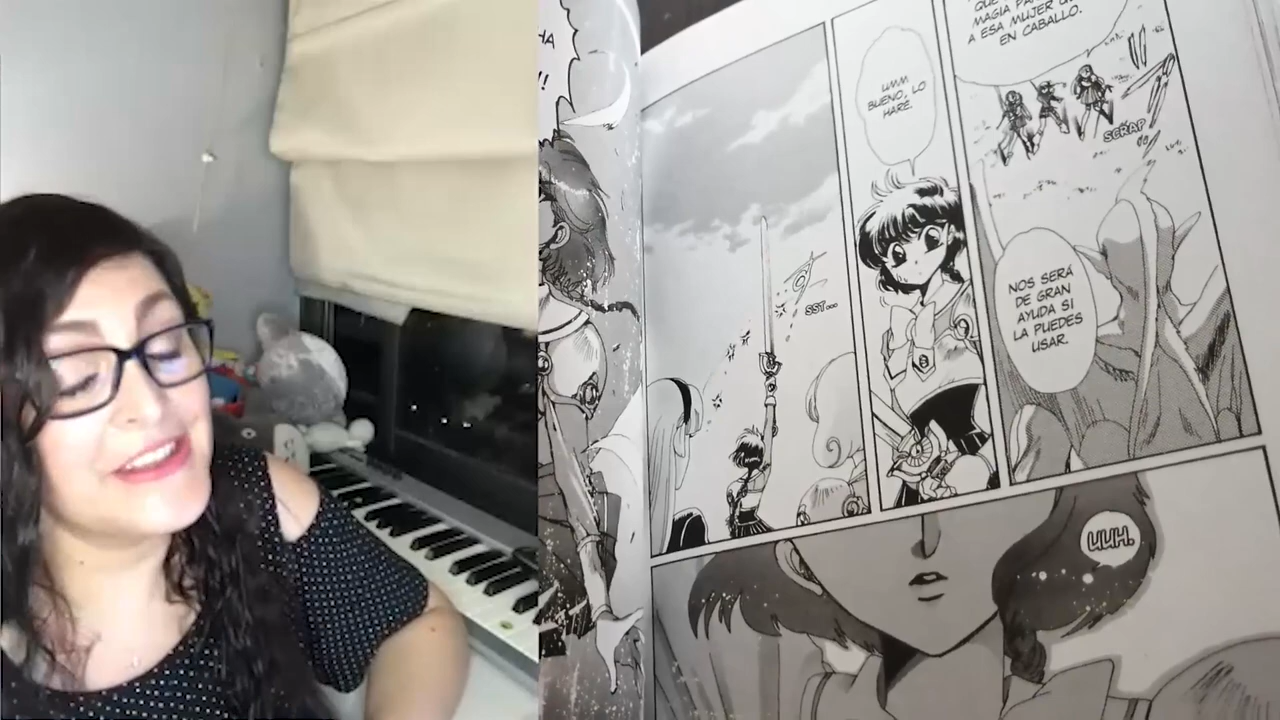 MAGIA
A ESA MUJER
EN CABALLO.
SCRAP
NOS SERÁ
DE GRAN
AYUDA SI
LA PUEDES
USAR.
UMM
BUENO, LO
HARÉ.
SST...
UUH.